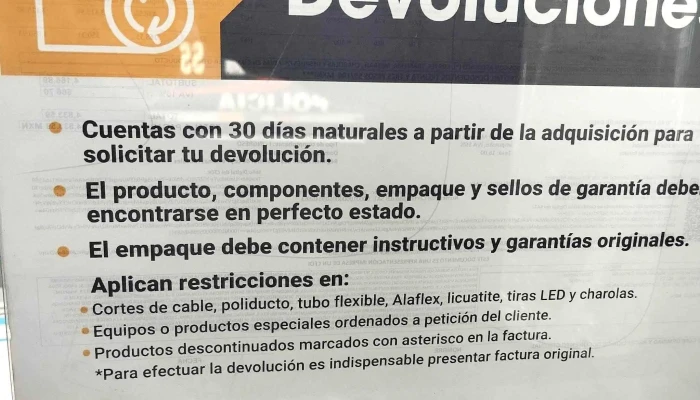 Devolucione
Cuentas con 30 días naturales a partir de la adquisición para
solicitar tu devolución.
El producto, componentes, empaque y sellos de garantía debe
encontrarse en perfecto estado.
El empaque debe contener instructivos y garantías originales.
Aplican restricciones en:
Cortes de cable, poliducto, tubo flexible, Alaflex, licuatite, tiras LED y charolas.
Equipos o productos especiales ordenados a petición del cliente.
Productos descontinuados marcados con asterisco en la factura.
*Para efectuar la devolución es indispensable presentar factura original.